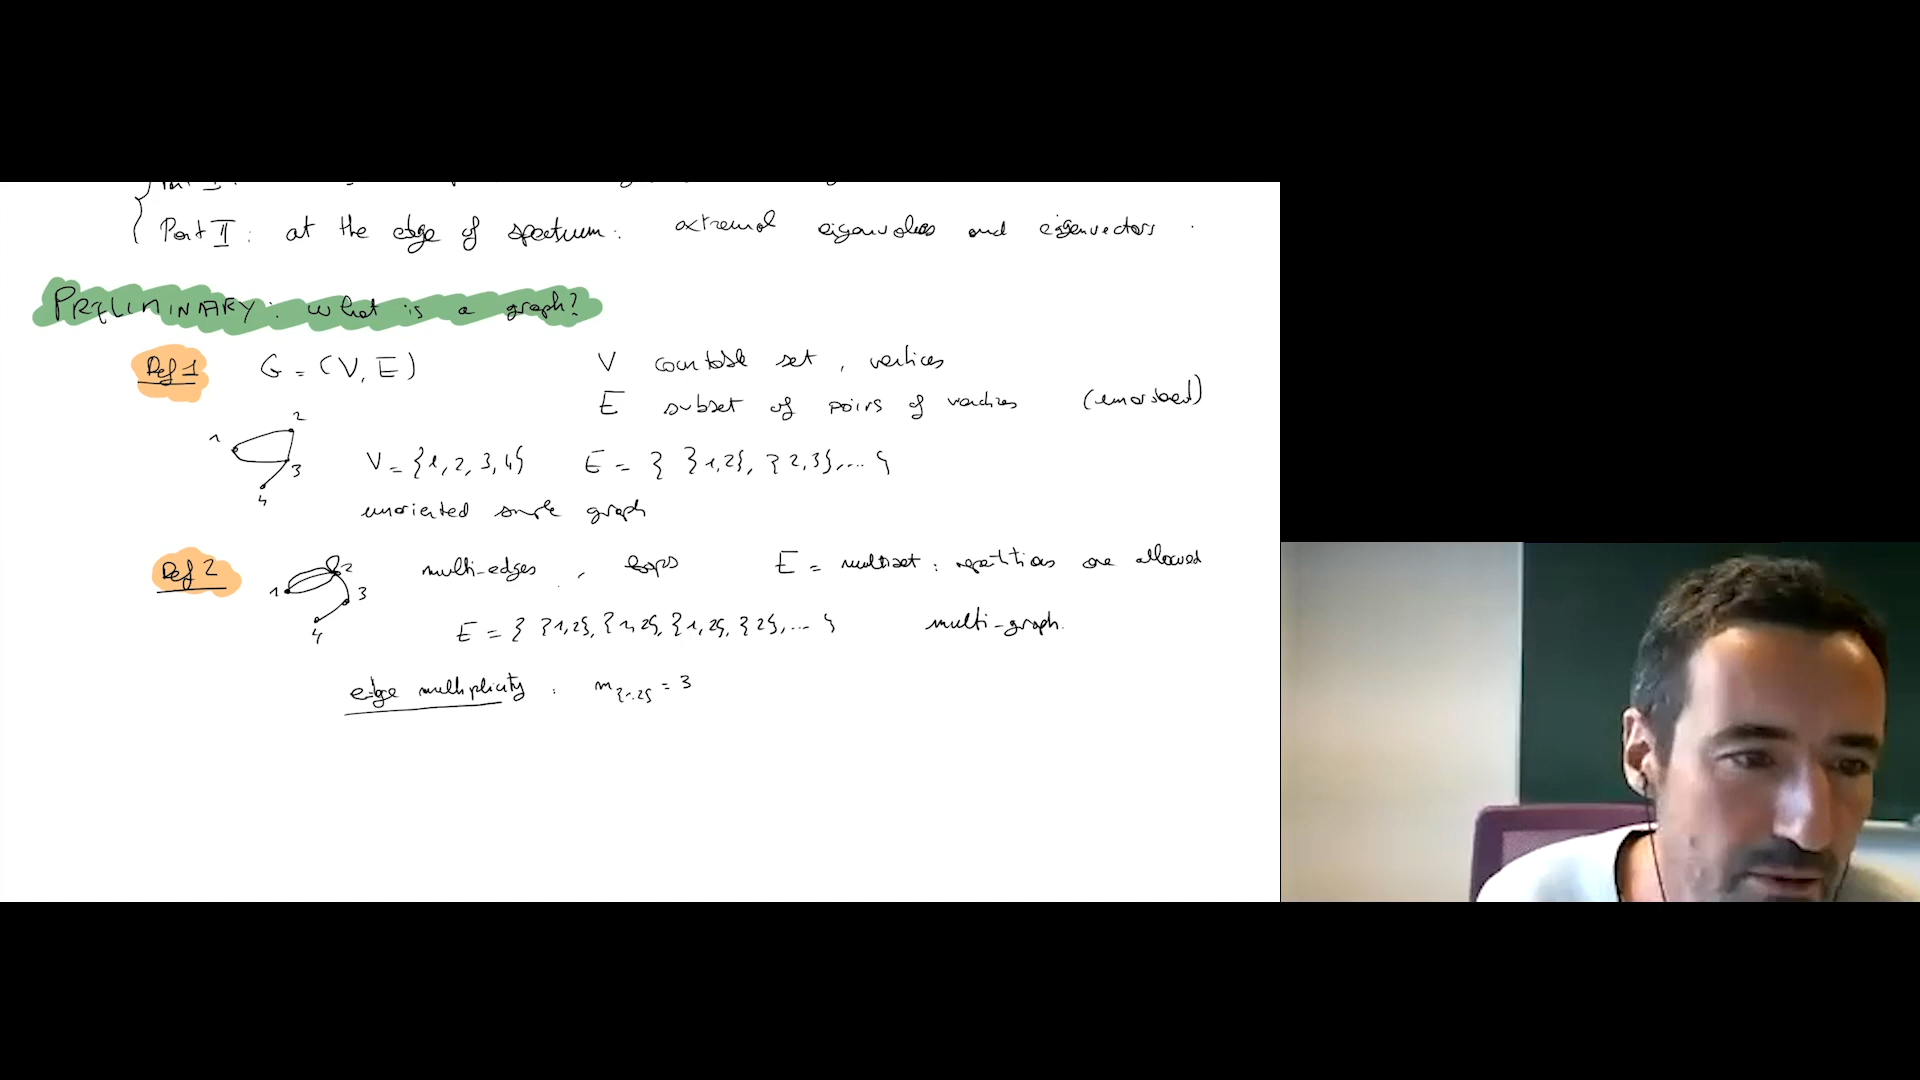 Part II : at the edge of spectrum : extremal eigenvalues and eigenvectors .
PRELIMINARY : what is a graph?
Def 1 G = (V, E) V countable set , vertices
E subset of pairs of vertices (unordered)
1 2 3 4 V = {1, 2, 3, 4} E = { {1,2}, {2,3}, ... }
unoriented simple graph
Def 2 1 2 3 4 multi-edges , loops E = multiset : repetitions are allowed
E = { {1,2}, {1,2}, {1,2}, {2}, ... } multi-graph.
edge multiplicity : m{1,2} = 3